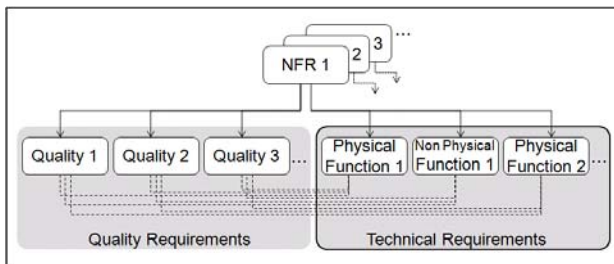 3
...
2
NFR 1
Quality 1
Quality 2
Quality 3
...
Physical
Function 1
Non Physical
Function 1
Physical
Function 2
...
Quality Requirements
Technical Requirements